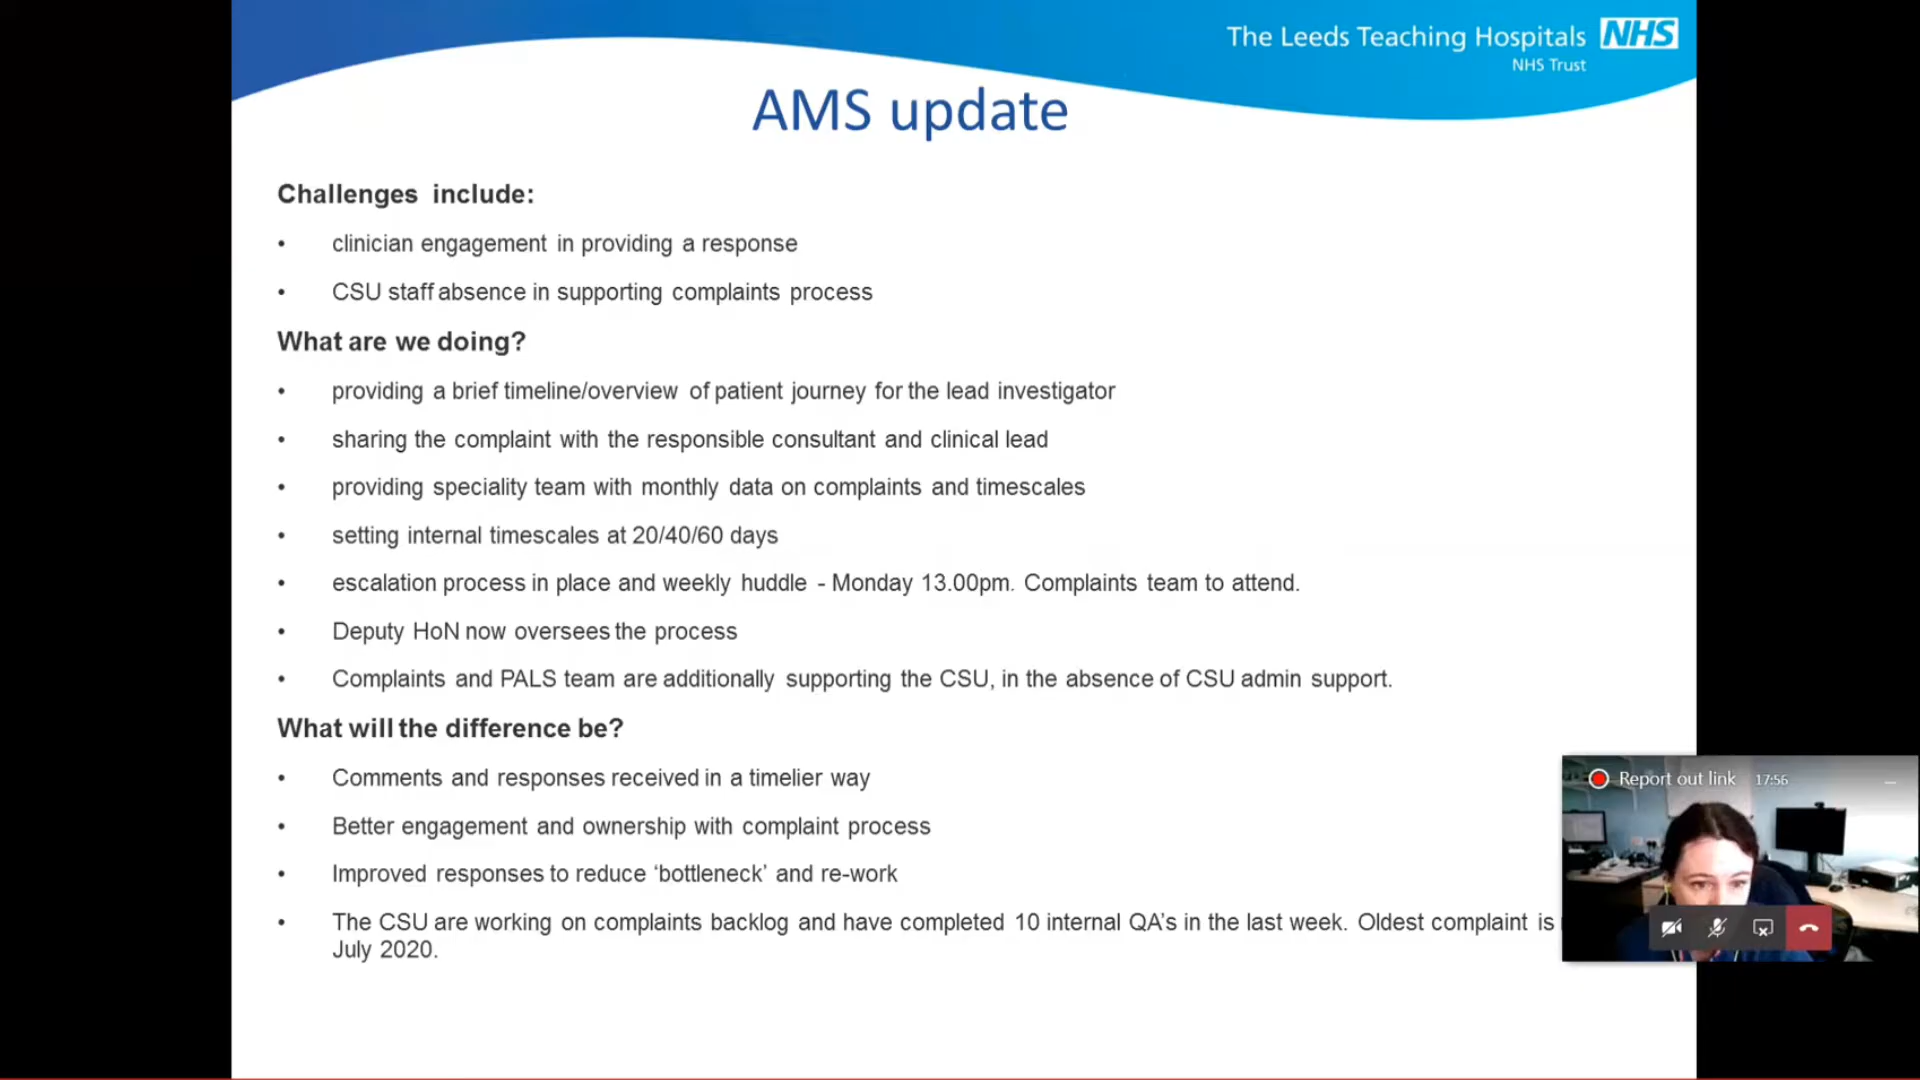 The Leeds Teaching Hospitals NHS
NHS Trust
AMS update
Challenges include:
• clinician engagement in providing a response
• CSU staff absence in supporting complaints process
What are we doing?
• providing a brief timeline/overview of patient journey for the lead investigator
• sharing the complaint with the responsible consultant and clinical lead
• providing speciality team with monthly data on complaints and timescales
• setting internal timescales at 20/40/60 days
• escalation process in place and weekly huddle - Monday 13.00pm. Complaints team to attend.
• Deputy HoN now oversees the process
• Complaints and PALS team are additionally supporting the CSU, in the absence of CSU admin support.
What will the difference be?
• Comments and responses received in a timelier way
• Better engagement and ownership with complaint process
• Improved responses to reduce ‘bottleneck’ and re-work
• The CSU are working on complaints backlog and have completed 10 internal QA’s in the last week. Oldest complaint is
July 2020.
Report out link 17:56